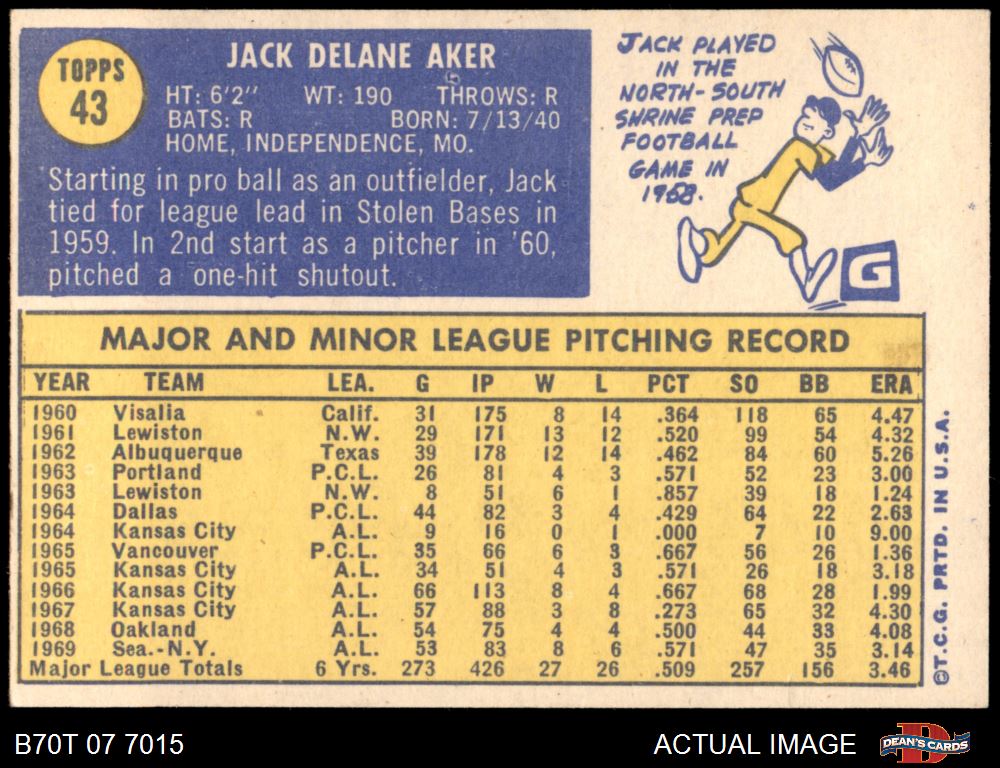 TOPPS
43
JACK DELANE AKER
HT: 6'2" WT: 190 THROWS: R
BATS: R BORN: 7/13/40
HOME, INDEPENDENCE, MO.
Starting in pro ball as an outfielder, Jack
tied for league lead in Stolen Bases in
1959. In 2nd start as a pitcher in '60,
pitched a one-hit shutout.
JACK PLAYED
IN THE
NORTH-SOUTH
SHRINE PREP
FOOTBALL
GAME IN
1958.
G
MAJOR AND MINOR LEAGUE PITCHING RECORD
YEAR TEAM LEA. G IP W L PCT SO BB ERA
1960 Visalia Calif. 31 175 8 14 .364 118 65 4.47
1961 Lewiston N.W. 29 171 13 12 .520 99 54 4.32
1962 Albuquerque Texas 39 178 12 14 .462 84 60 5.26
1963 Portland P.C.L. 26 81 4 3 .571 52 23 3.00
1963 Lewiston N.W. 8 51 6 1 .857 39 18 1.24
1964 Dallas P.C.L. 44 82 3 4 .429 64 22 2.63
1964 Kansas City A.L. 9 16 0 1 .000 7 10 9.00
1965 Vancouver P.C.L. 35 66 6 3 .667 56 26 1.36
1965 Kansas City A.L. 34 51 4 3 .571 26 18 3.18
1966 Kansas City A.L. 66 113 8 4 .667 68 28 1.99
1967 Kansas City A.L. 57 88 3 8 .273 65 32 4.30
1968 Oakland A.L. 54 75 4 4 .500 44 33 4.08
1969 Sea.-N.Y. A.L. 53 83 8 6 .571 47 35 3.14
Major League Totals 6 Yrs. 273 426 27 26 .509 257 156 3.46
©T.C.G. PRTD. IN U.S.A.
B70T 07 7015
ACTUAL IMAGE
DEAN'S CARDS